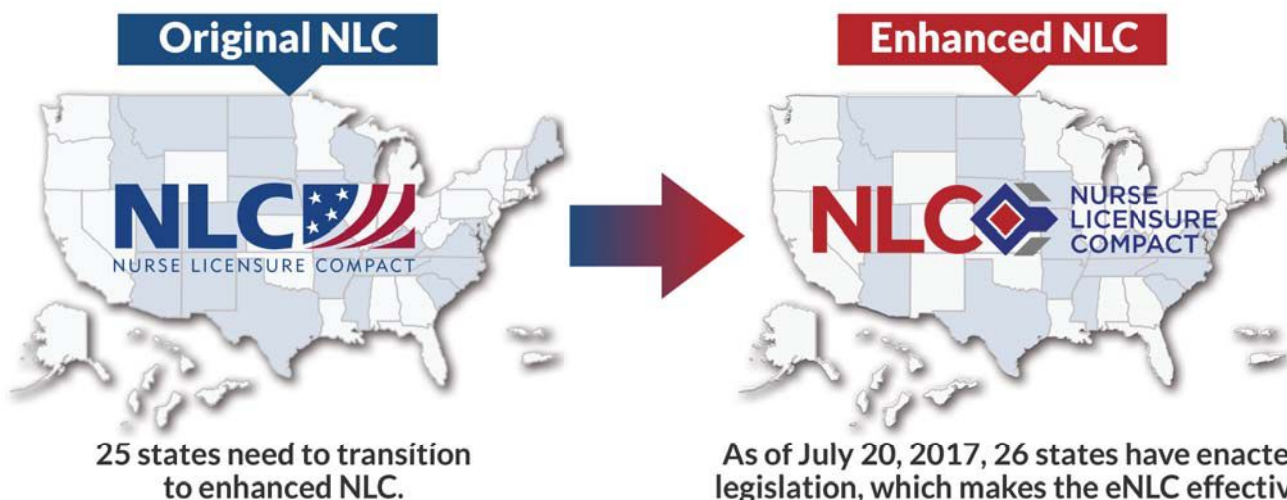 Original NLC
NLC
NURSE LICENSURE COMPACT
25 states need to transition
to enhanced NLC.
Enhanced NLC
NLC
NURSE
LICENSURE
COMPACT
As of July 20, 2017, 26 states have enacte
legislation, which makes the eNLC effectiv